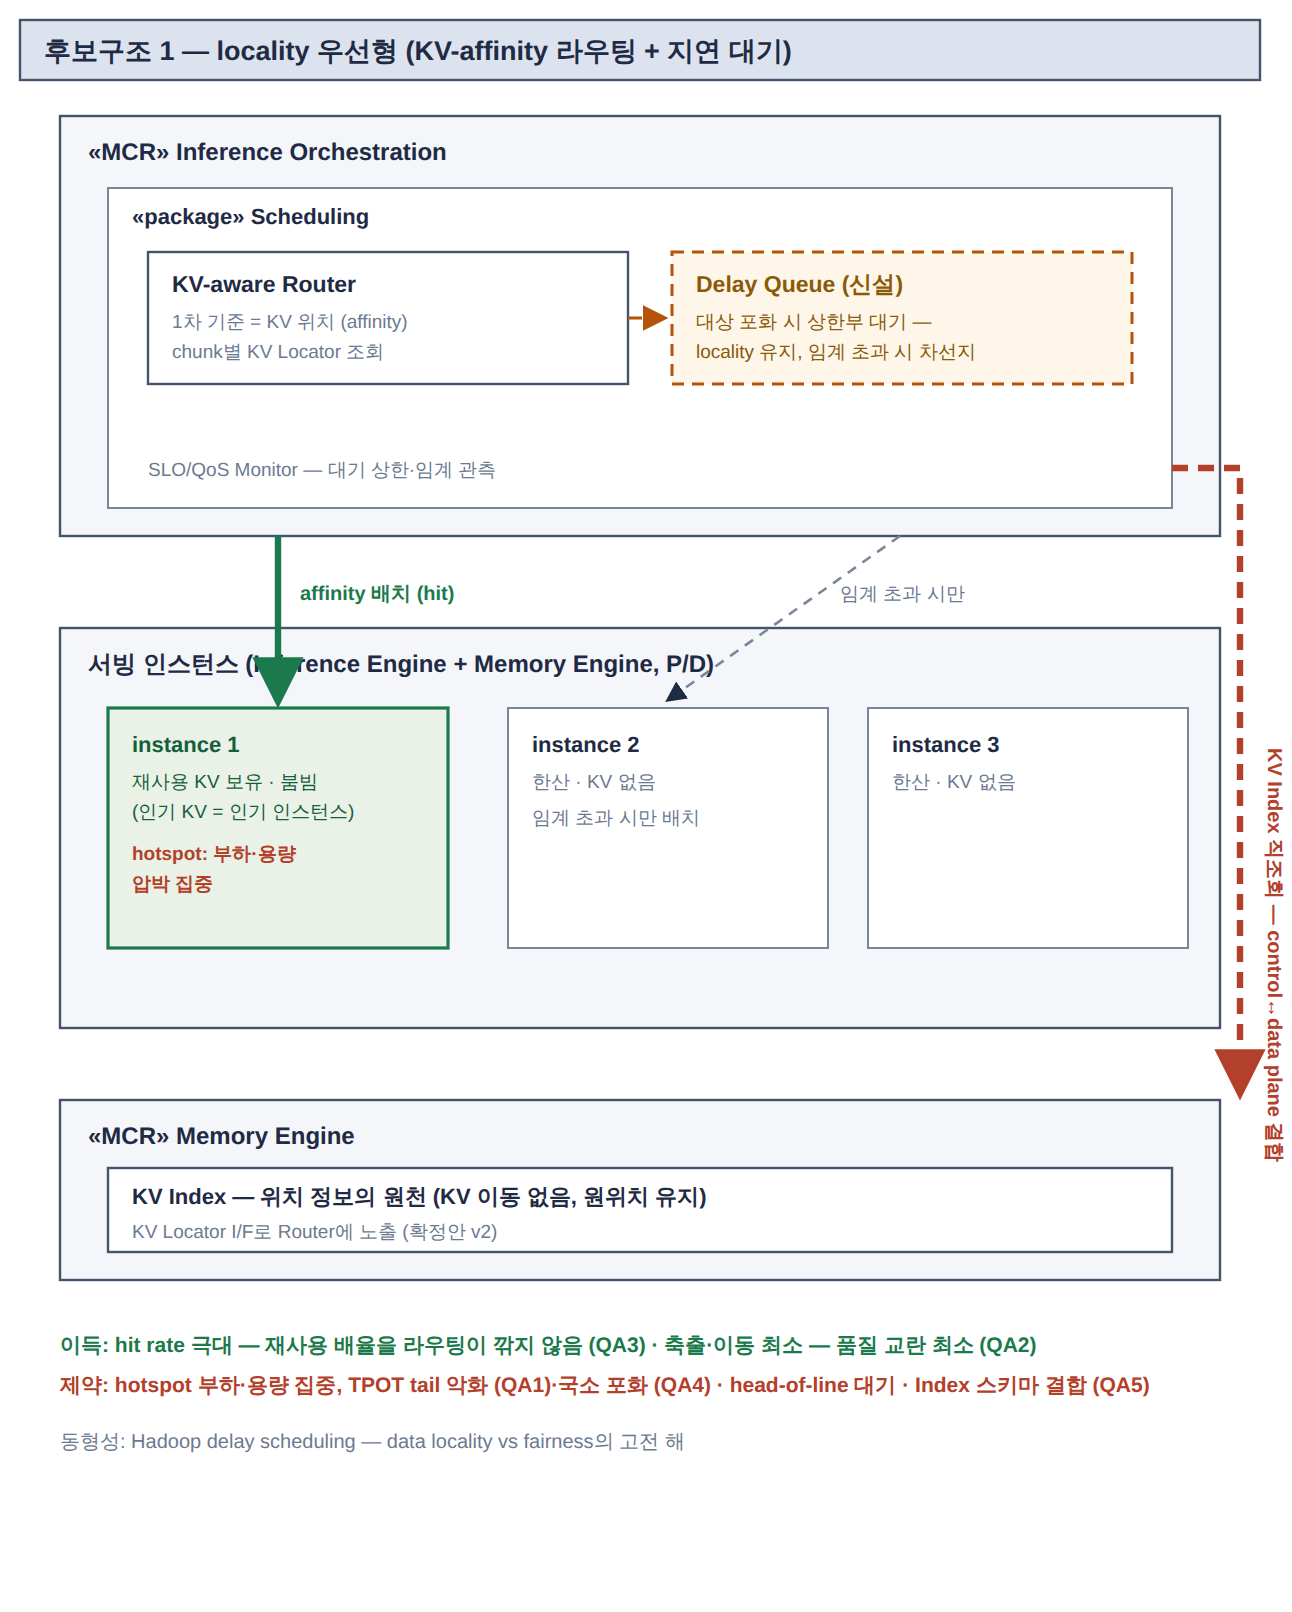 후보구조 1 — locality 우선형 (KV-affinity 라우팅 + 지연 대기)
«MCR» Inference Orchestration
«package» Scheduling
KV-aware Router
1차 기준 = KV 위치 (affinity)
chunk별 KV Locator 조회
Delay Queue (신설)
대상 포화 시 상한부 대기 —
locality 유지, 임계 초과 시 차선지
SLO/QoS Monitor — 대기 상한·임계 관측
affinity 배치 (hit)
임계 초과 시만
서빙 인스턴스 (Inference Engine + Memory Engine, P/D)
instance 1
재사용 KV 보유 · 붐빔
(인기 KV = 인기 인스턴스)
hotspot: 부하·용량
압박 집중
instance 2
한산 · KV 없음
임계 초과 시만 배치
instance 3
한산 · KV 없음
KV Index 직조회 — control↔data plane 결합
«MCR» Memory Engine
KV Index — 위치 정보의 원천 (KV 이동 없음, 원위치 유지)
KV Locator I/F로 Router에 노출 (확정안 v2)
이득: hit rate 극대 — 재사용 배율을 라우팅이 깎지 않음 (QA3) · 축출·이동 최소 — 품질 교란 최소 (QA2)
제약: hotspot 부하·용량 집중, TPOT tail 악화 (QA1)·국소 포화 (QA4) · head-of-line 대기 · Index 스키마 결합 (QA5)
동형성: Hadoop delay scheduling — data locality vs fairness의 고전 해